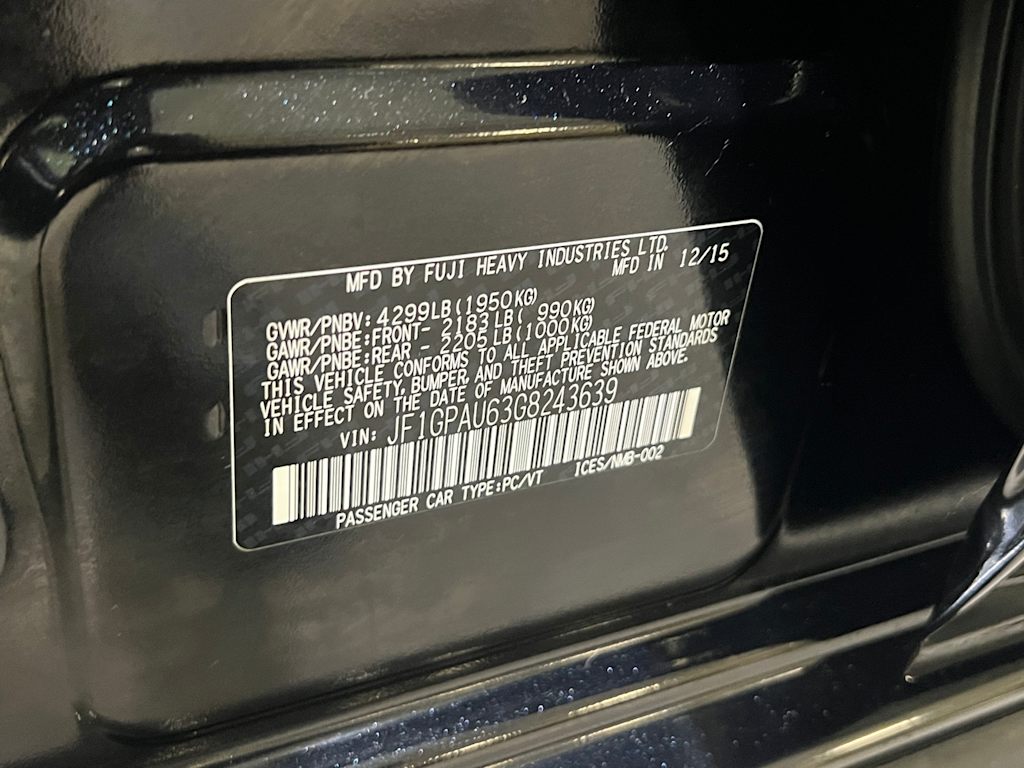 MFD BY FUJI HEAVY INDUSTRIES LTD.
MFD IN 12/15
GVWR/PNBV: 4299LB(1950KG)
GAWR/PNBE:FRONT- 2183LB( 990KG)
GAWR/PNBE:REAR - 2205LB(1000KG)
THIS VEHICLE CONFORMS TO ALL APPLICABLE FEDERAL MOTOR
VEHICLE SAFETY, BUMPER, AND THEFT PREVENTION STANDARDS
IN EFFECT ON THE DATE OF MANUFACTURE SHOWN ABOVE.
VIN: JF1GPAU63G8243639
PASSENGER CAR TYPE:PC/VT ICES/NMB-002